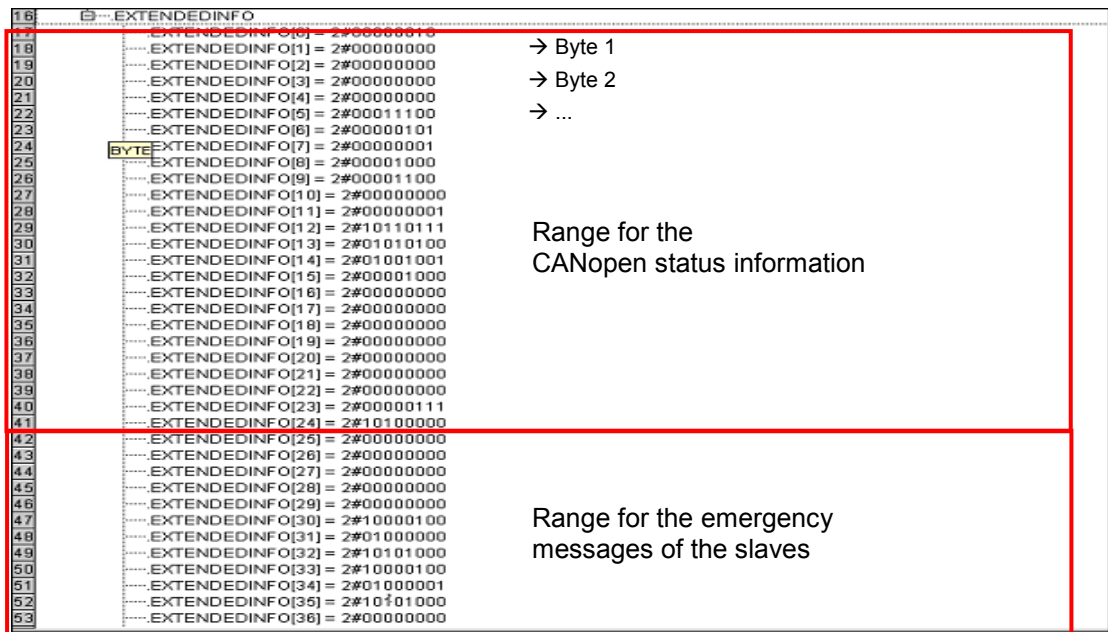 16 .EXTENDEDINFO
17 .EXTENDEDINFO[0] = 2#00000010
18 .EXTENDEDINFO[1] = 2#00000000 → Byte 1
19 .EXTENDEDINFO[2] = 2#00000000
20 .EXTENDEDINFO[3] = 2#00000000 → Byte 2
21 .EXTENDEDINFO[4] = 2#00000000
22 .EXTENDEDINFO[5] = 2#00011100 → ...
23 .EXTENDEDINFO[6] = 2#00000101
24 BYTE EXTENDEDINFO[7] = 2#00000001
25 .EXTENDEDINFO[8] = 2#00001000
26 .EXTENDEDINFO[9] = 2#00001100
27 .EXTENDEDINFO[10] = 2#00000000
28 .EXTENDEDINFO[11] = 2#00000001
29 .EXTENDEDINFO[12] = 2#10110111 Range for the
30 .EXTENDEDINFO[13] = 2#01010100
31 .EXTENDEDINFO[14] = 2#01001001 CANopen status information
32 .EXTENDEDINFO[15] = 2#00001000
33 .EXTENDEDINFO[16] = 2#00000000
34 .EXTENDEDINFO[17] = 2#00000000
35 .EXTENDEDINFO[18] = 2#00000000
36 .EXTENDEDINFO[19] = 2#00000000
37 .EXTENDEDINFO[20] = 2#00000000
38 .EXTENDEDINFO[21] = 2#00000000
39 .EXTENDEDINFO[22] = 2#00000000
40 .EXTENDEDINFO[23] = 2#00000111
41 .EXTENDEDINFO[24] = 2#10100000
42 .EXTENDEDINFO[25] = 2#00000000
43 .EXTENDEDINFO[26] = 2#00000000
44 .EXTENDEDINFO[27] = 2#00000000
45 .EXTENDEDINFO[28] = 2#00000000
46 .EXTENDEDINFO[29] = 2#00000000
47 .EXTENDEDINFO[30] = 2#10000100 Range for the emergency
48 .EXTENDEDINFO[31] = 2#01000000
49 .EXTENDEDINFO[32] = 2#10101000 messages of the slaves
50 .EXTENDEDINFO[33] = 2#10000100
51 .EXTENDEDINFO[34] = 2#01000001
52 .EXTENDEDINFO[35] = 2#10101000
53 .EXTENDEDINFO[36] = 2#00000000